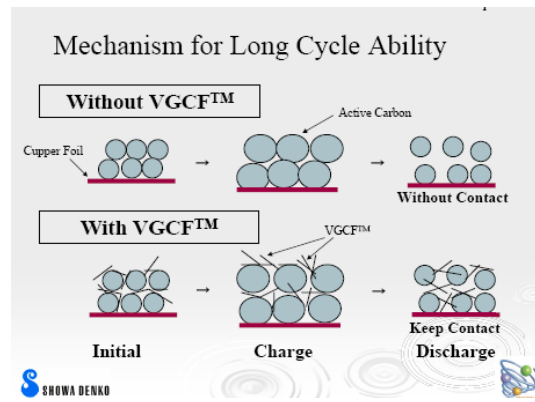 Mechanism for Long Cycle Ability
Without VGCF™
Active Carbon
Cupper Foil
Without Contact
With VGCF™
VGCF™
Keep Contact
Initial
Charge
Discharge
SHOWA DENKO